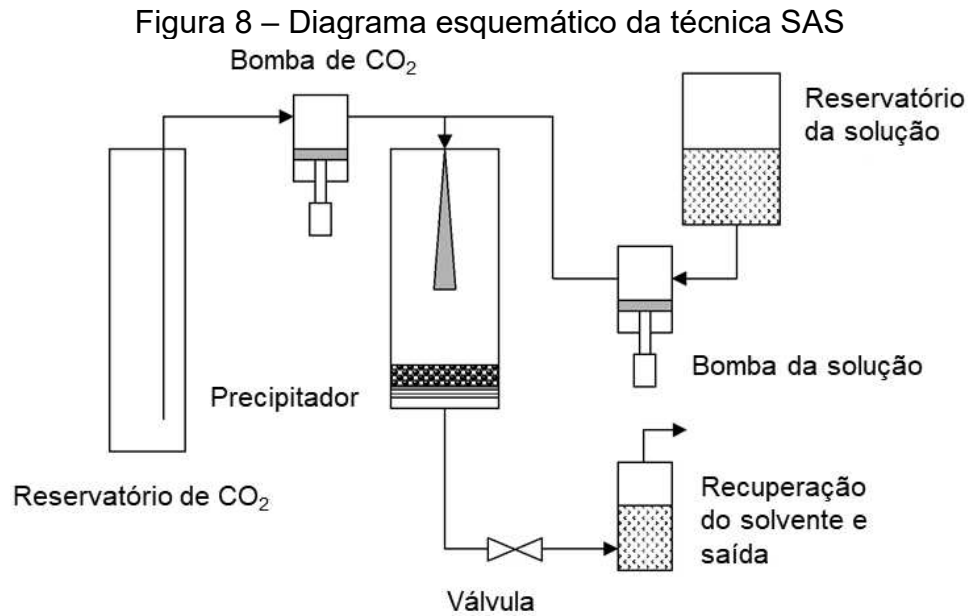 Figura 8 – Diagrama esquemático da técnica SAS
Bomba de CO₂
Reservatório
da solução
Bomba da solução
Precipitador
Reservatório de CO₂
Recuperação
do solvente e
saída
Válvula